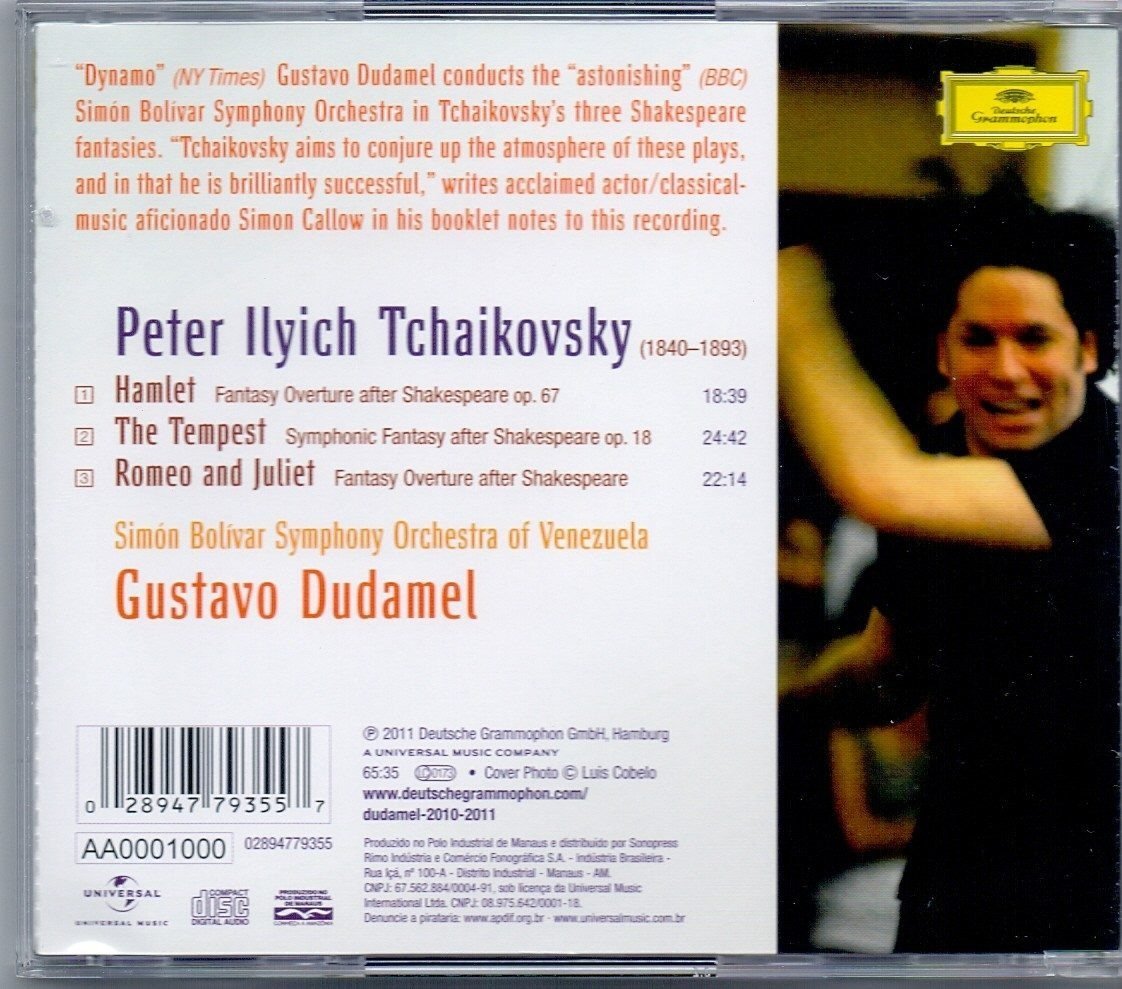 "Dynamo" (NY Times) Gustavo Dudamel conducts the "astonishing" (BBC)
Simón Bolívar Symphony Orchestra in Tchaikovsky's three Shakespeare
fantasies. "Tchaikovsky aims to conjure up the atmosphere of these plays,
and in that he is brilliantly successful," writes acclaimed actor/classical-
music aficionado Simon Callow in his booklet notes to this recording.
Deutsche
Grammophon
Peter Ilyich Tchaikovsky (1840–1893)
1 Hamlet Fantasy Overture after Shakespeare op. 67 18:39
2 The Tempest Symphonic Fantasy after Shakespeare op. 18 24:42
3 Romeo and Juliet Fantasy Overture after Shakespeare 22:14
Simón Bolívar Symphony Orchestra of Venezuela
Gustavo Dudamel
0 28947 79355 7
AA0001000 02894779355
UNIVERSAL
UNIVERSAL MUSIC
COMPACT
disc
DIGITAL AUDIO
PRODUZIDO NO
POLO INDUSTRIAL
DE MANAUS
CONHEÇA A AMAZÔNIA
℗ 2011 Deutsche Grammophon GmbH, Hamburg
A UNIVERSAL MUSIC COMPANY
65:35 LC 0173 • Cover Photo © Luis Cobelo
www.deutschegrammophon.com/
dudamel-2010-2011
Produzido no Polo Industrial de Manaus e distribuido por Sonopress
Rimo Indústria e Comércio Fonográfica S.A. - Indústria Brasileira -
Rua Içá, nº 100-A - Distrito Industrial - Manaus - AM.
CNPJ: 67.562.884/0004-91, sob licença da Universal Music
International Ltda. CNPJ: 08.975.642/0001-18.
Denuncie a pirataria: www.apdif.org.br - www.universalmusic.com.br